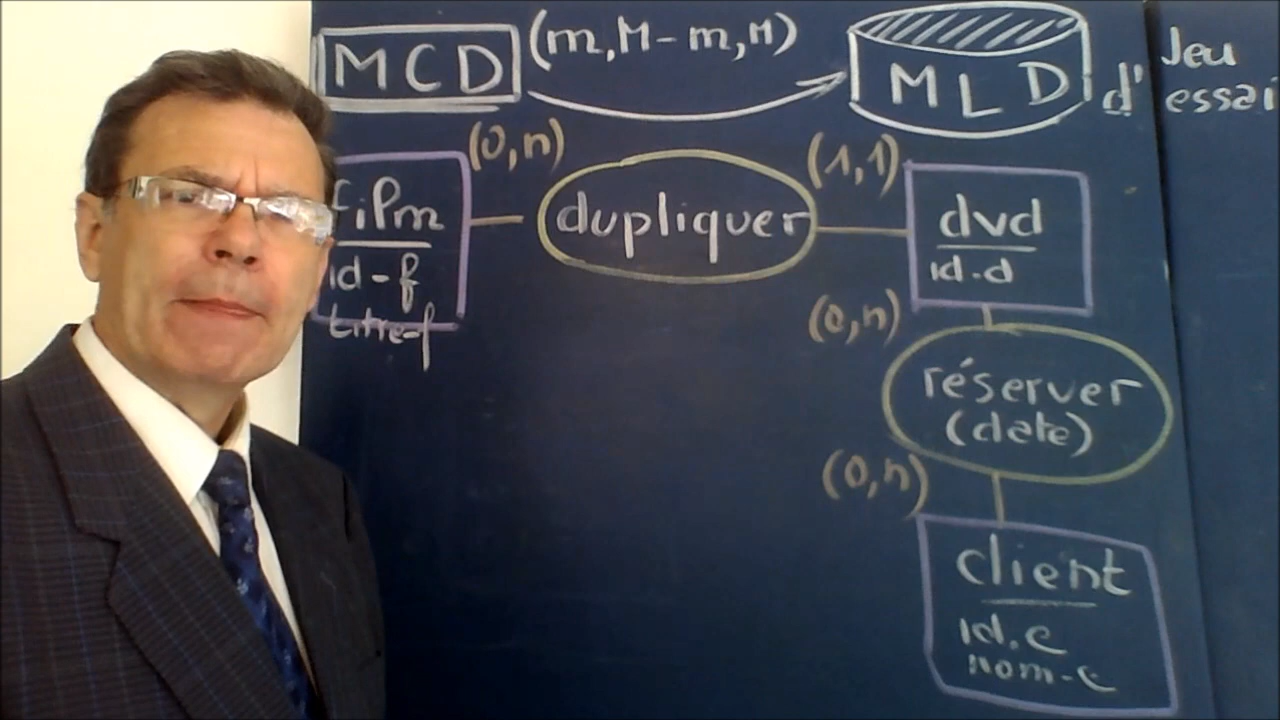 MCD
(m,M-m,M)
MLD
Jeu
d'essai
film
id-f
titre-f
(0,n)
dupliquer
(1,1)
dvd
id-d
(0,n)
réserver
(date)
(0,n)
client
id.c
nom-c